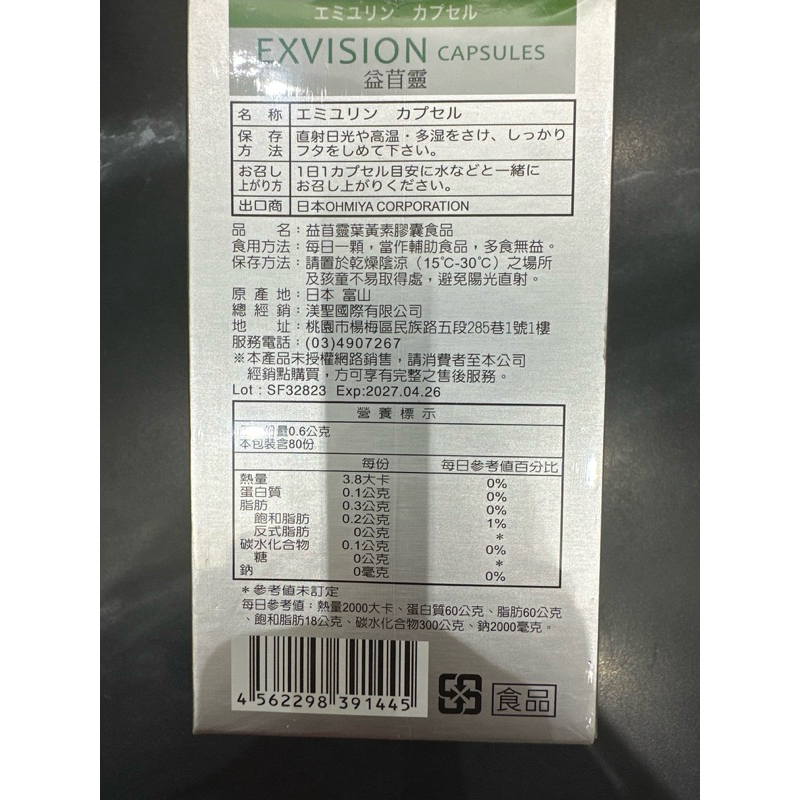 エミユリン カプセル
EXVISION CAPSULES
益苜靈
名 称 エミユリン カプセル
保 存 方 法 直射日光や高温・多湿をさけ、しっかり
フタをしめて下さい。
お召し上がり方 1日1カプセル目安に水などと一緒に
お召し上がりください。
出口商 日本OHMIYA CORPORATION
品 名：益苜靈葉黃素膠囊食品
食用方法：每日一顆，當作輔助食品，多食無益。
保存方法：請置於乾燥陰涼（15℃-30℃）之場所
及孩童不易取得處，避免陽光直射。
原 產 地：日本 富山
總 經 銷：渼聖國際有限公司
地 址：桃園市楊梅區民族路五段285巷1號1樓
服務電話：(03)4907267
※本產品未授權網路銷售，請消費者至本公司
經銷點購買，方可享有完整之售後服務。
Lot：SF32823 Exp:2027.04.26
營養標示
量0.6公克
本包裝含80份
每份 每日參考值百分比
熱量 3.8大卡 0%
蛋白質 0.1公克 0%
脂肪 0.3公克 0%
飽和脂肪 0.2公克 1%
反式脂肪 0公克 *
碳水化合物 0.1公克 0%
糖 0公克 *
鈉 0毫克 0%
*參考值未訂定
每日參考值：熱量2000大卡、蛋白質60公克、脂肪60公克
、飽和脂肪18公克、碳水化合物300公克、鈉2000毫克。
4 562298 391445
食品